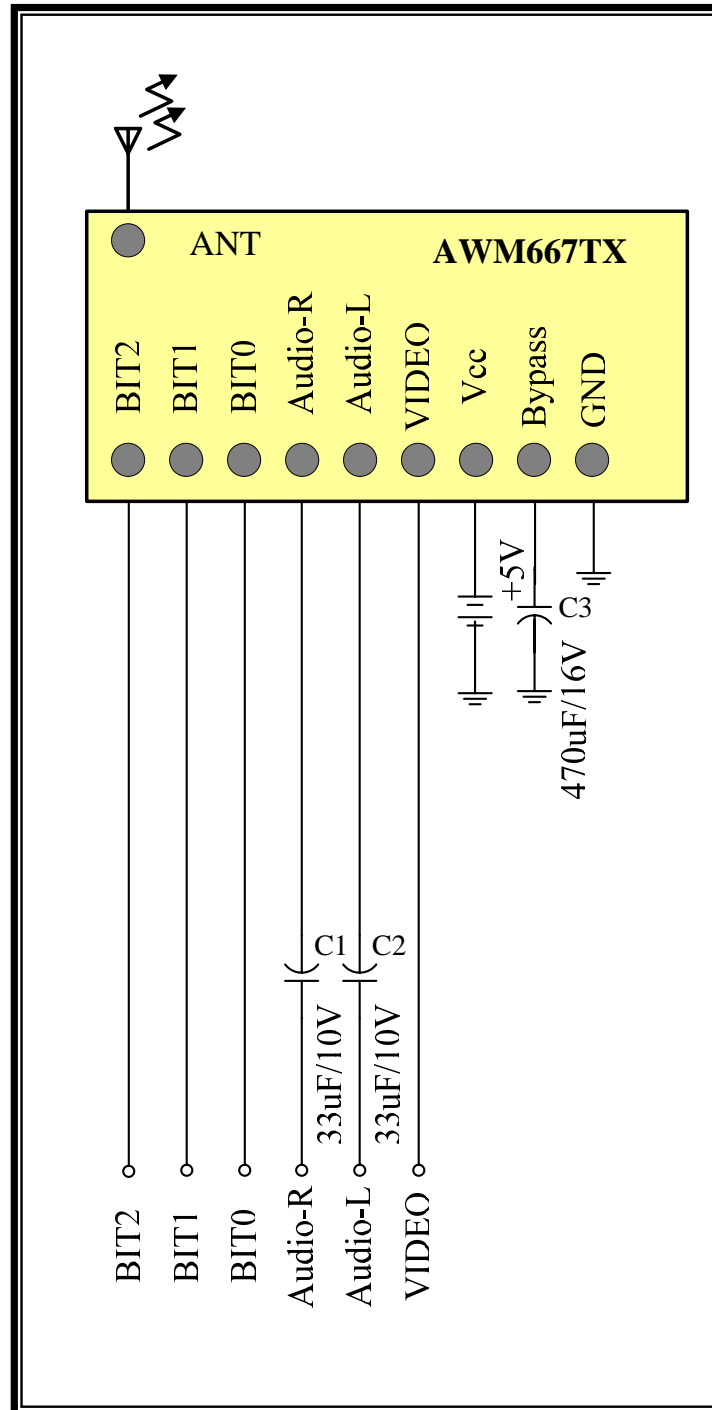 ANT
AWM667TX
BIT2
BIT1
BIT0
Audio-R
Audio-L
VIDEO
Vcc
Bypass
GND
+5V
C3
470uF/16V
C1
C2
33uF/10V
33uF/10V
BIT2
BIT1
BIT0
Audio-R
Audio-L
VIDEO